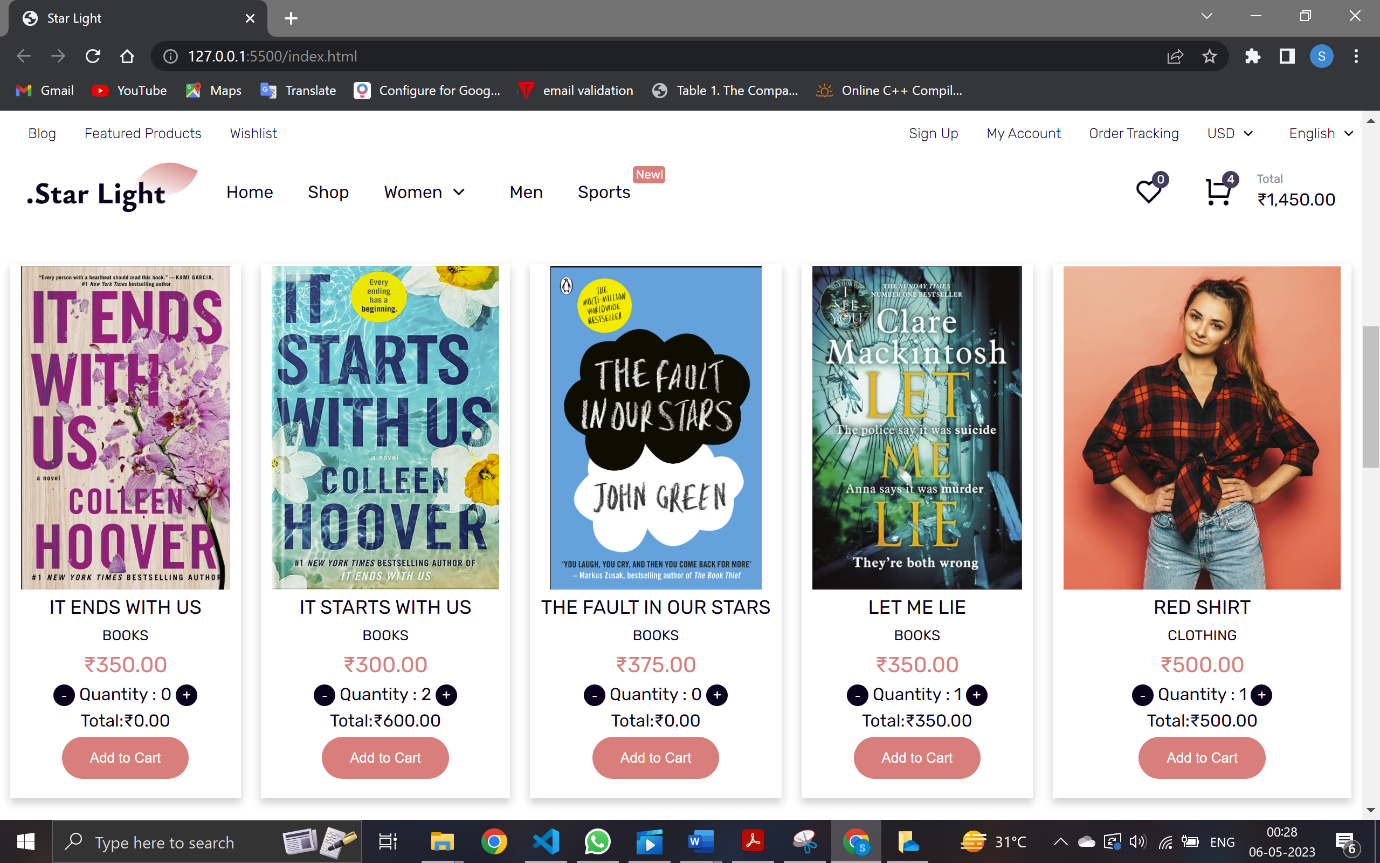 Star Light
127.0.0.1:5500/index.html
S
Gmail
YouTube
Maps
Translate
Configure for Goog...
email validation
Table 1. The Compa...
Online C++ Compil...
Blog
Featured Products
Wishlist
Sign Up
My Account
Order Tracking
USD
English
.Star Light
Home
Shop
Women
Men
Sports
New!
0
4
Total
₹1,450.00
"Every person with a heartbeat should read this book." —KAMI GARCIA,
#1 New York Times bestselling author
IT ENDS
WITH
US
a novel
COLLEEN
HOOVER
#1 NEW YORK TIMES BESTSELLING AUTHOR
IT ENDS WITH US
BOOKS
₹350.00
- Quantity : 0 +
Total:₹0.00
Add to Cart
Every
ending
has a
beginning.
IT
STARTS
WITH US
a novel
COLLEEN
HOOVER
#1 NEW YORK TIMES BESTSELLING AUTHOR OF
IT ENDS WITH US
IT STARTS WITH US
BOOKS
₹300.00
- Quantity : 2 +
Total:₹600.00
Add to Cart
THE
MULTI-MILLION
WORLDWIDE
BESTSELLER
THE FAULT
IN OUR STARS
JOHN GREEN
'YOU LAUGH, YOU CRY, AND THEN YOU COME BACK FOR MORE'
– Markus Zusak, bestselling author of The Book Thief
THE FAULT IN OUR STARS
BOOKS
₹375.00
- Quantity : 0 +
Total:₹0.00
Add to Cart
I
SEE
YOU
THE SUNDAY TIMES
NUMBER ONE BESTSELLER
Clare
Mackintosh
LET
The police say it was suicide
ME
Anna says it was murder
LIE
They're both wrong
LET ME LIE
BOOKS
₹350.00
- Quantity : 1 +
Total:₹350.00
Add to Cart
RED SHIRT
CLOTHING
₹500.00
- Quantity : 1 +
Total:₹500.00
Add to Cart
Type here to search
31°C
ENG
00:28
06-05-2023
6